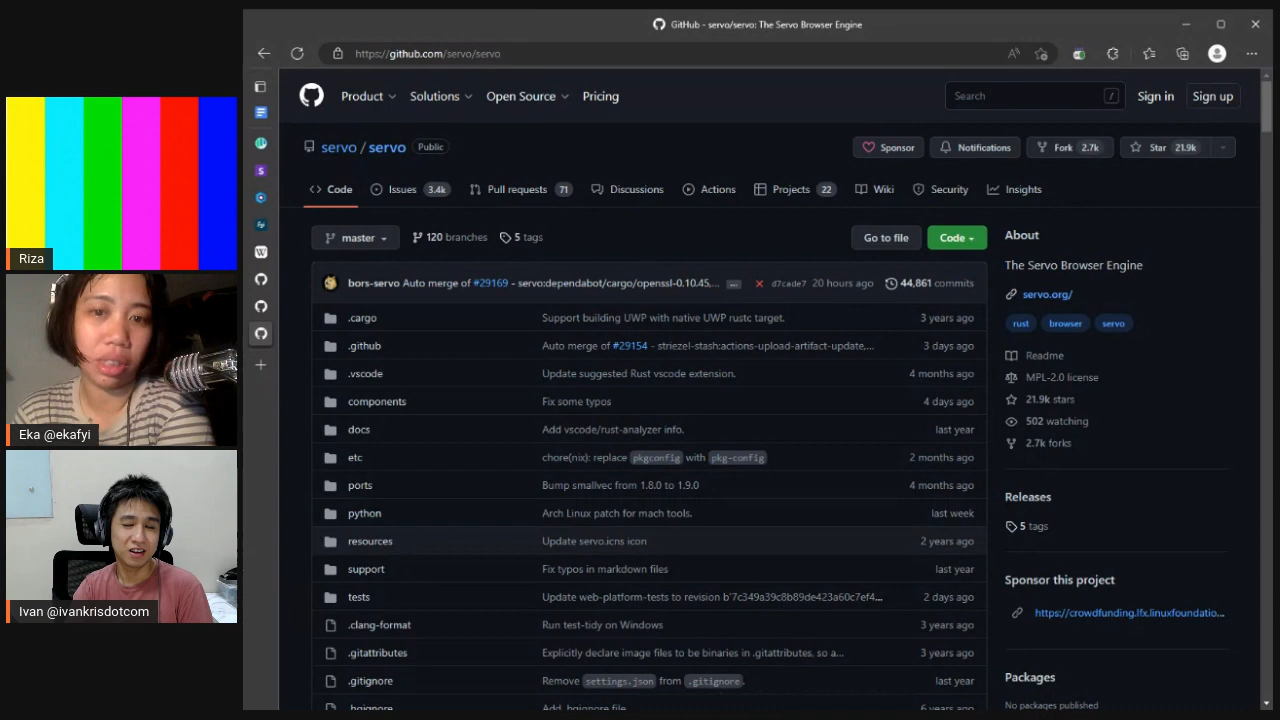 GitHub - servo/servo: The Servo Browser Engine
https://github.com/servo/servo
Product
Solutions
Open Source
Pricing
Search
/
Sign in
Sign up
servo / servo
Public
Sponsor
Notifications
Fork 2.7k
Star 21.9k
Code
Issues 3.4k
Pull requests 71
Discussions
Actions
Projects 22
Wiki
Security
Insights
master
120 branches
5 tags
Go to file
Code
bors-servo Auto merge of #29169 - servo:dependabot/cargo/openssl-0.10.45,... ... d7cade7 20 hours ago 44,861 commits
.cargo Support building UWP with native UWP rustc target. 3 years ago
.github Auto merge of #29154 - striezel-stash:actions-upload-artifact-update,... 3 days ago
.vscode Update suggested Rust vscode extension. 4 months ago
components Fix some typos 4 days ago
docs Add vscode/rust-analyzer info. last year
etc chore(nix): replace pkgconfig with pkg-config 2 months ago
ports Bump smallvec from 1.8.0 to 1.9.0 4 months ago
python Arch Linux patch for mach tools. last week
resources Update servo.icns icon 2 years ago
support Fix typos in markdown files last year
tests Update web-platform-tests to revision b'7c349a39c8b89de423a60c7ef4... 2 days ago
.clang-format Run test-tidy on Windows 3 years ago
.gitattributes Explicitly declare image files to be binaries in .gitattributes, so a... 3 years ago
.gitignore Remove settings.json from .gitignore. last year
.hgignore Add .hgignore file 6 years ago
About
The Servo Browser Engine
servo.org/
rust
browser
servo
Readme
MPL-2.0 license
21.9k stars
502 watching
2.7k forks
Releases
5 tags
Sponsor this project
https://crowdfunding.lfx.linuxfoundatio...
Packages
No packages published
Riza
Eka @ekafyi
Ivan @ivankrisdotcom